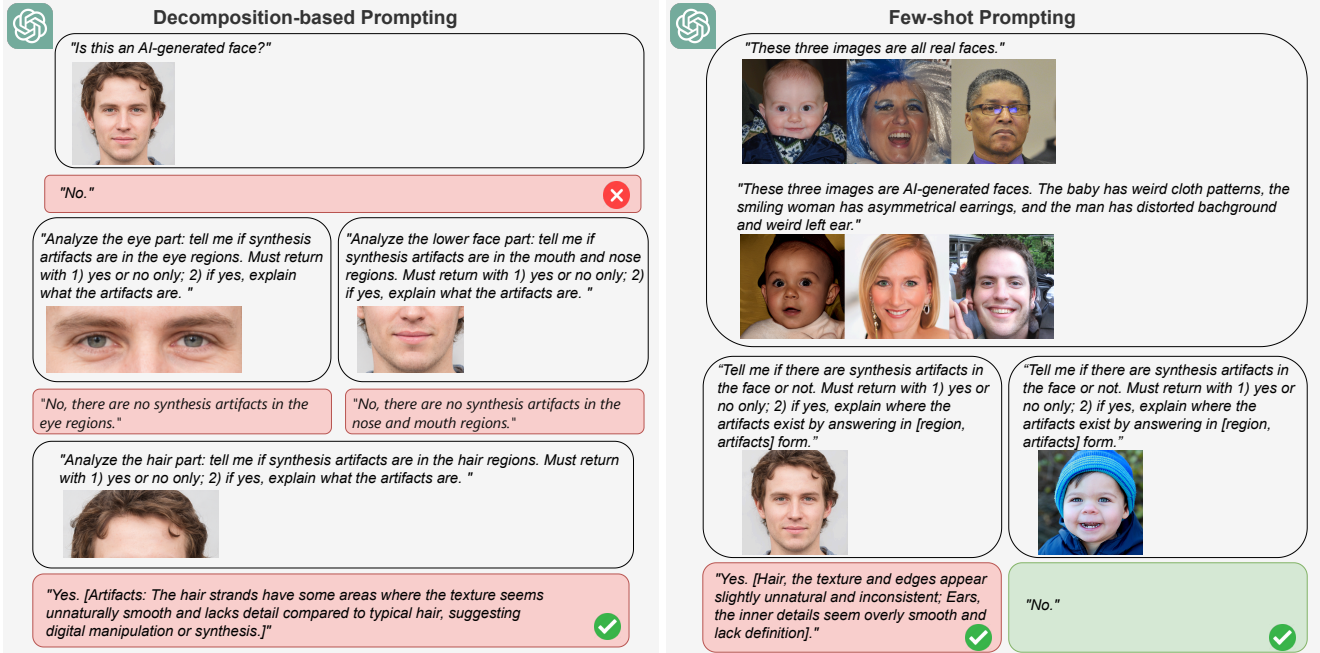 Decomposition-based Prompting
"Is this an AI-generated face?"
"No."
"Analyze the eye part: tell me if synthesis
artifacts are in the eye regions. Must return
with 1) yes or no only; 2) if yes, explain
what the artifacts are. "
"Analyze the lower face part: tell me if
synthesis artifacts are in the mouth and nose
regions. Must return with 1) yes or no only; 2)
if yes, explain what the artifacts are. "
"No, there are no synthesis artifacts in the
eye regions."
"No, there are no synthesis artifacts in the
nose and mouth regions."
"Analyze the hair part: tell me if synthesis artifacts are in the hair regions. Must return
with 1) yes or no only; 2) if yes, explain what the artifacts are. "
"Yes. [Artifacts: The hair strands have some areas where the texture seems
unnaturally smooth and lacks detail compared to typical hair, suggesting
digital manipulation or synthesis.]"
Few-shot Prompting
"These three images are all real faces."
"These three images are AI-generated faces. The baby has weird cloth patterns, the
smiling woman has asymmetrical earrings, and the man has distorted bachground
and weird left ear."
“Tell me if there are synthesis artifacts in
the face or not. Must return with 1) yes or
no only; 2) if yes, explain where the
artifacts exist by answering in [region,
artifacts] form.”
“Tell me if there are synthesis artifacts in
the face or not. Must return with 1) yes or
no only; 2) if yes, explain where the
artifacts exist by answering in [region,
artifacts] form.”
"Yes. [Hair, the texture and edges appear
slightly unnatural and inconsistent; Ears,
the inner details seem overly smooth and
lack definition]."
"No."